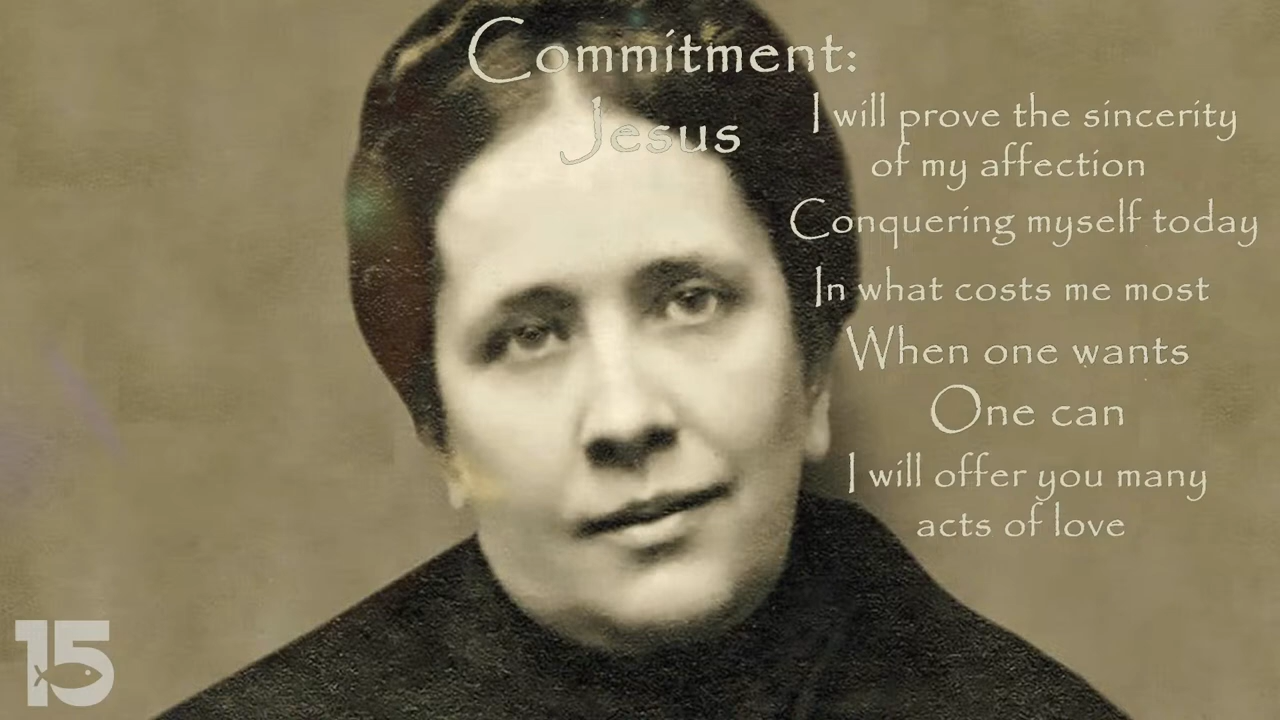 Commitment:
Jesus
I will prove the sincerity
of my affection
Conquering myself today
In what costs me most
When one wants
One can
I will offer you many
acts of love
15